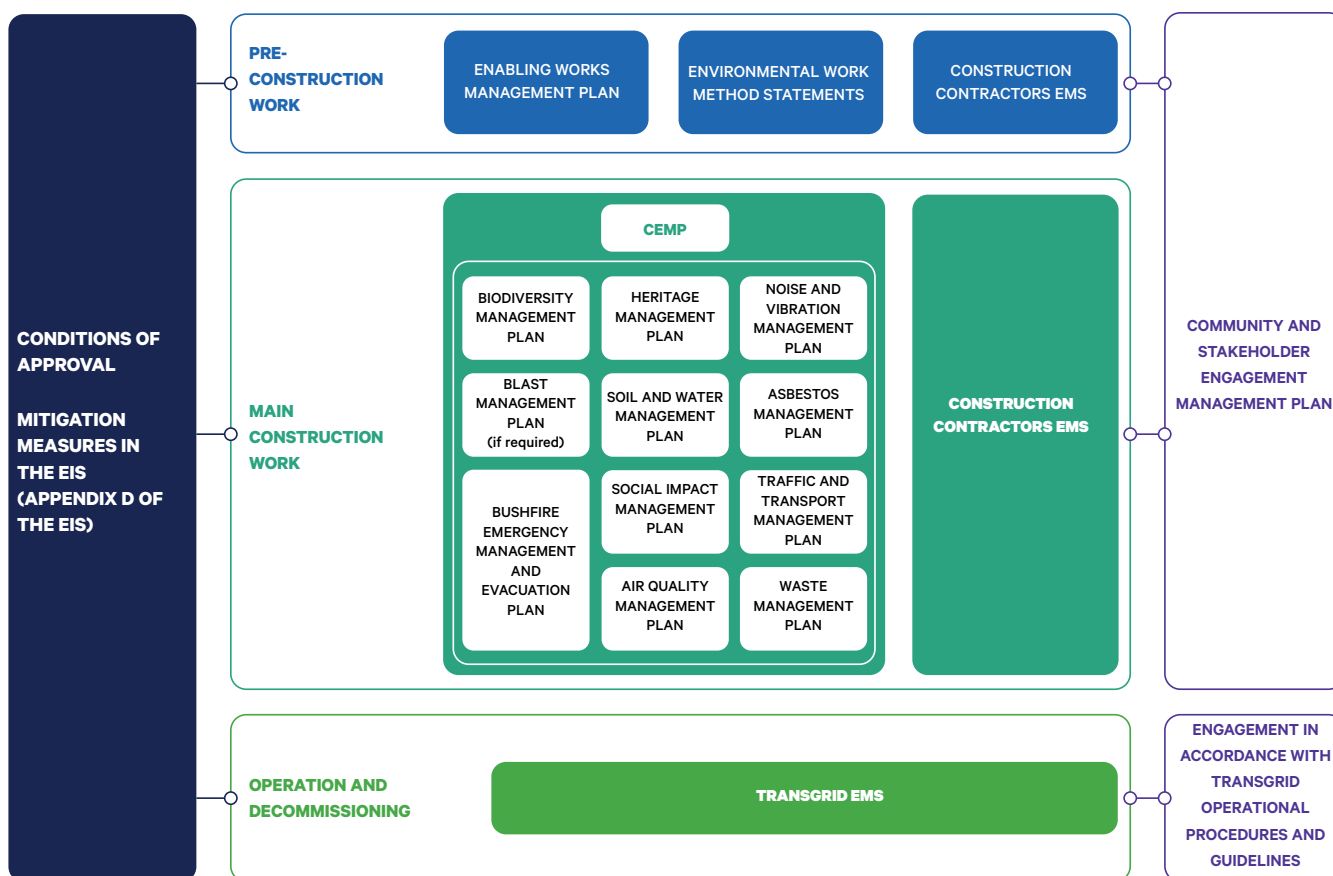 CONDITIONS OF
APPROVAL
MITIGATION
MEASURES IN
THE EIS
(APPENDIX D OF
THE EIS)
PRE-
CONSTRUCTION
WORK
ENABLING WORKS
MANAGEMENT PLAN
ENVIRONMENTAL WORK
METHOD STATEMENTS
CONSTRUCTION
CONTRACTORS EMS
MAIN
CONSTRUCTION
WORK
CEMP
BIODIVERSITY
MANAGEMENT
PLAN
HERITAGE
MANAGEMENT
PLAN
NOISE AND
VIBRATION
MANAGEMENT
PLAN
BLAST
MANAGEMENT
PLAN
(if required)
SOIL AND WATER
MANAGEMENT
PLAN
ASBESTOS
MANAGEMENT
PLAN
BUSHFIRE
EMERGENCY
MANAGEMENT
AND
EVACUATION
PLAN
SOCIAL IMPACT
MANAGEMENT
PLAN
TRAFFIC AND
TRANSPORT
MANAGEMENT
PLAN
AIR QUALITY
MANAGEMENT
PLAN
WASTE
MANAGEMENT
PLAN
CONSTRUCTION
CONTRACTORS EMS
COMMUNITY AND
STAKEHOLDER
ENGAGEMENT
MANAGEMENT PLAN
OPERATION AND
DECOMMISSIONING
TRANSGRID EMS
ENGAGEMENT IN
ACCORDANCE WITH
TRANSGRID
OPERATIONAL
PROCEDURES AND
GUIDELINES